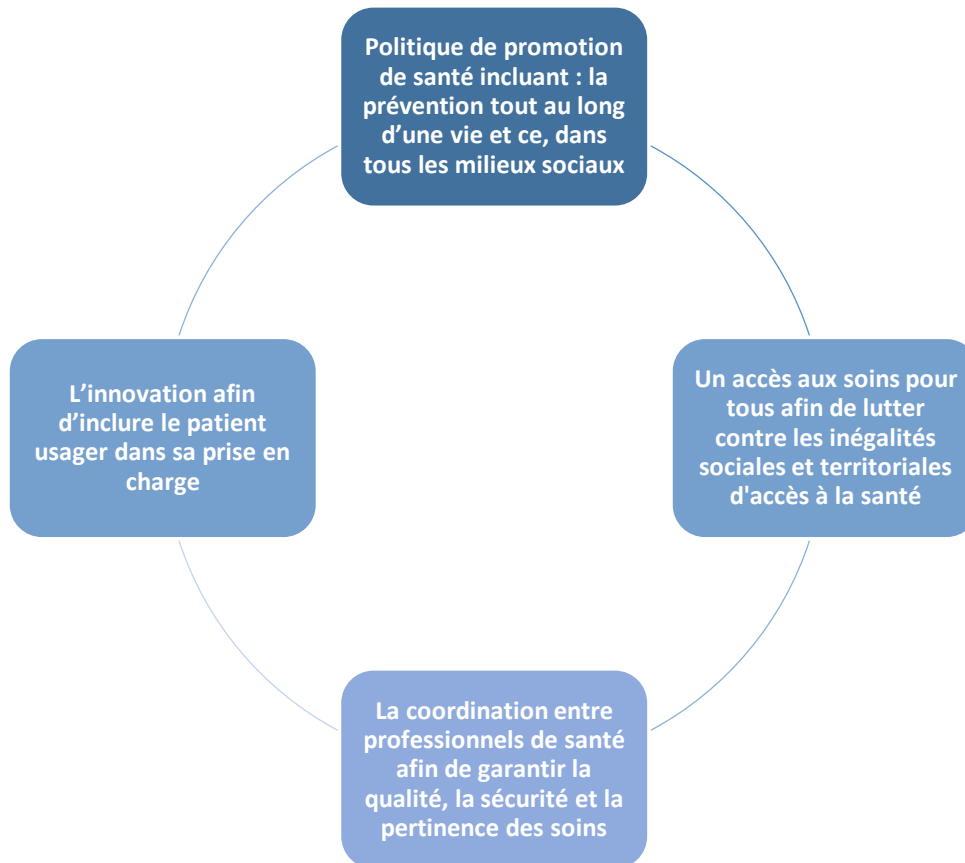 Politique de promotion
de santé incluant : la
prévention tout au long
d’une vie et ce, dans
tous les milieux sociaux
Un accès aux soins pour
tous afin de lutter
contre les inégalités
sociales et territoriales
d'accès à la santé
La coordination entre
professionnels de santé
afin de garantir la
qualité, la sécurité et la
pertinence des soins
L’innovation afin
d’inclure le patient
usager dans sa prise en
charge